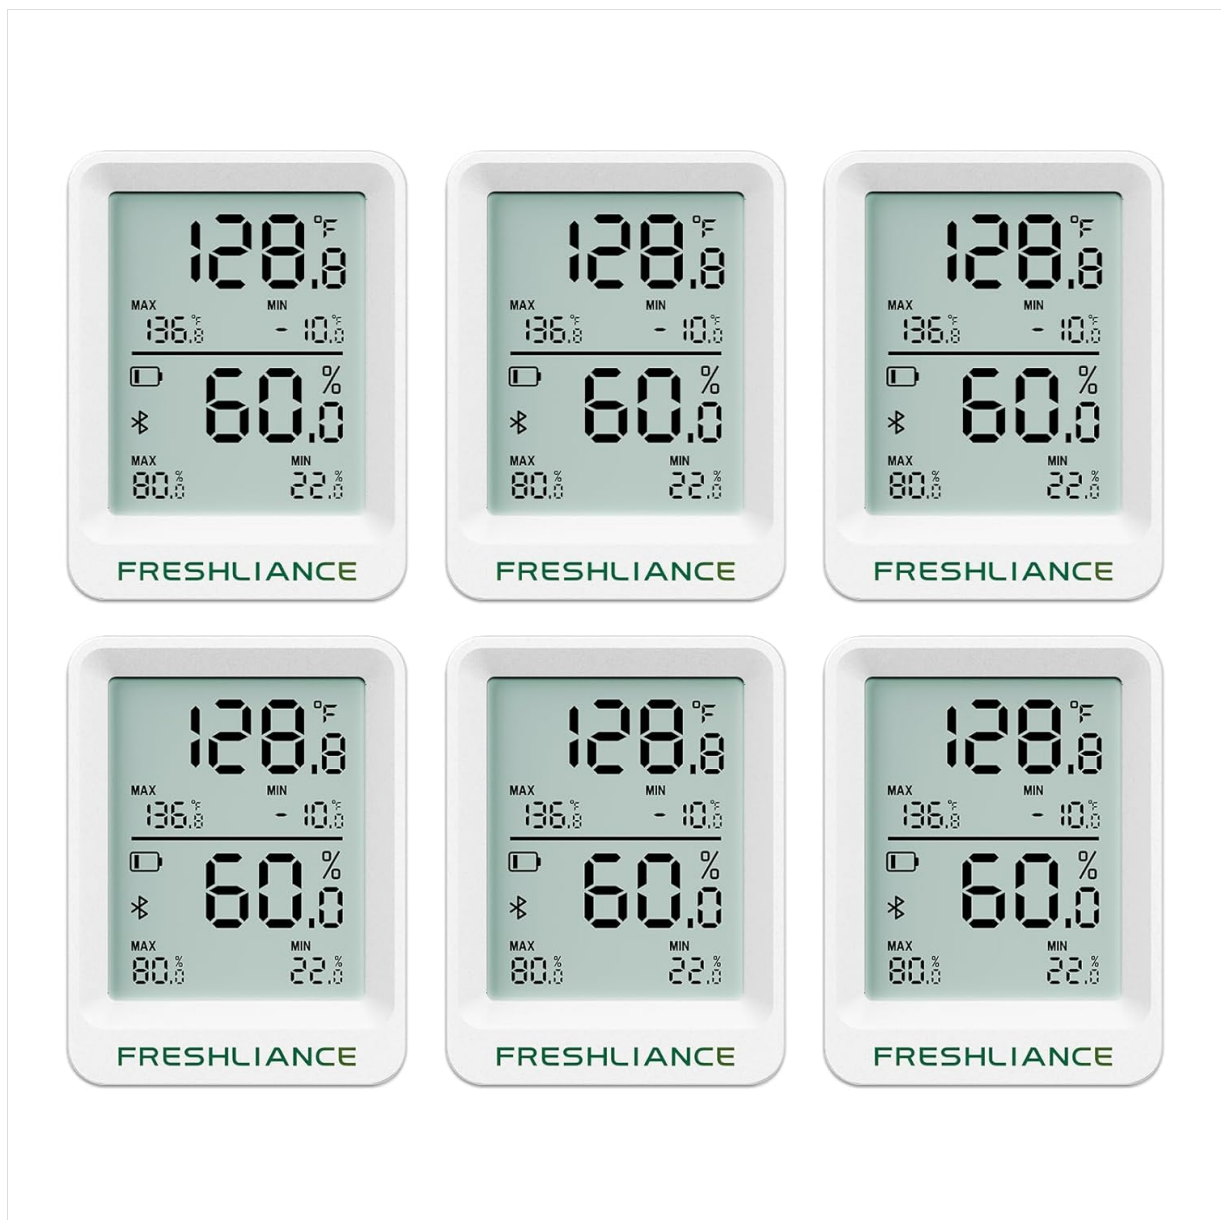 128.8 °F 128.8 °F 128.8 °F
MAX MIN MAX MIN MAX MIN
136.8 °F -10.0 °F 136.8 °F -10.0 °F 136.8 °F -10.0 °F
60.0 % 60.0 % 60.0 %
MAX MIN MAX MIN MAX MIN
80.0 % 22.0 % 80.0 % 22.0 % 80.0 % 22.0 %
FRESHLIANCE FRESHLIANCE FRESHLIANCE
128.8 °F 128.8 °F 128.8 °F
MAX MIN MAX MIN MAX MIN
136.8 °F -10.0 °F 136.8 °F -10.0 °F 136.8 °F -10.0 °F
60.0 % 60.0 % 60.0 %
MAX MIN MAX MIN MAX MIN
80.0 % 22.0 % 80.0 % 22.0 % 80.0 % 22.0 %
FRESHLIANCE FRESHLIANCE FRESHLIANCE